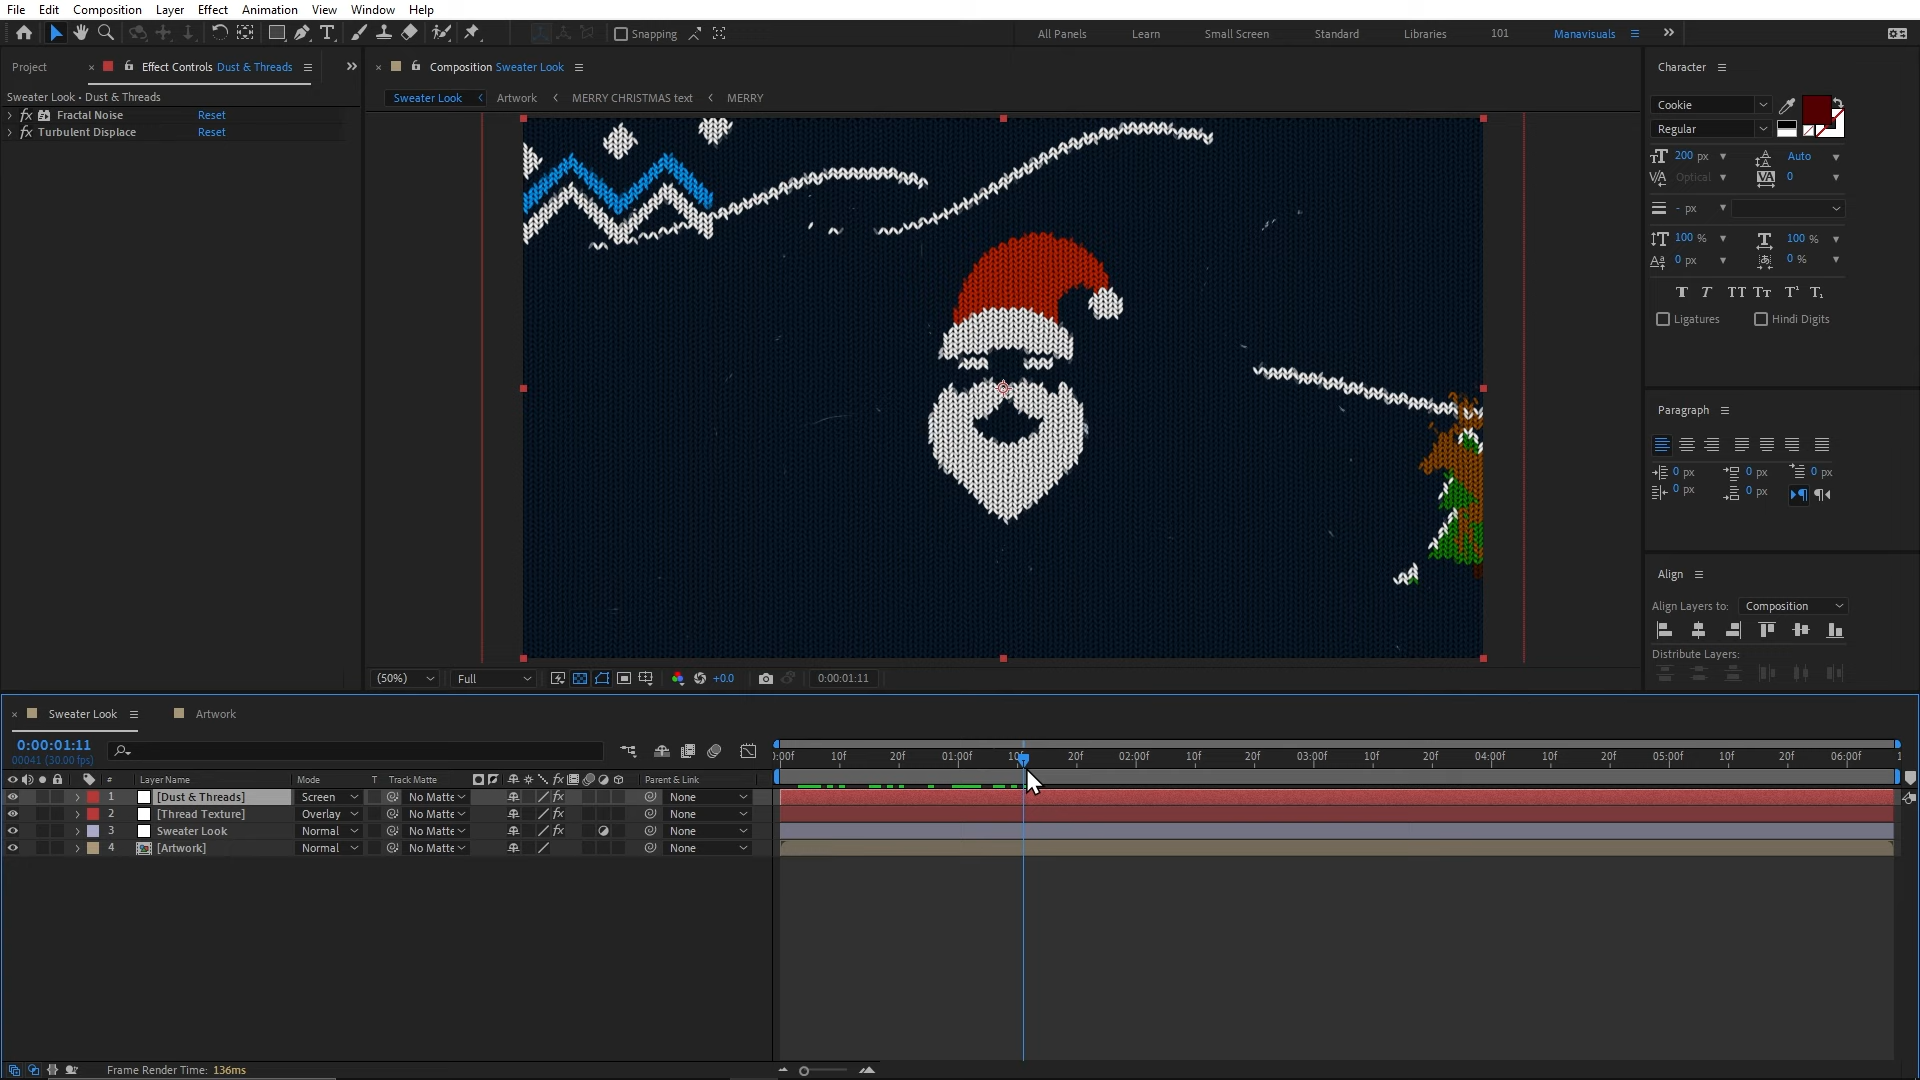 File Edit Composition Layer Effect Animation View Window Help
Snapping
All Panels Learn Small Screen Standard Libraries 101 Manavisuals
Project
Effect Controls Dust & Threads
Composition Sweater Look
Character
Sweater Look • Dust & Threads
Sweater Look Artwork MERRY CHRISTMAS text MERRY
fx Fractal Noise Reset
fx Turbulent Displace Reset
Cookie
Regular
200 px Auto
Optical 0
- px
100 % 100 %
0 px 0 %
Ligatures Hindi Digits
Paragraph
0 px 0 px 0 px
0 px 0 px
Align
Align Layers to: Composition
Distribute Layers:
(50%) Full +0.0 0:00:01:11
Sweater Look Artwork
0:00:01:11
00041 (30.00 fps)
):00f 10f 20f 01:00f 10f 20f 02:00f 10f 20f 03:00f 10f 20f 04:00f 10f 20f 05:00f 10f 20f 06:00f 1
# Layer Name Mode T Track Matte fx Parent & Link
1 [Dust & Threads] Screen No Matte fx None
2 [Thread Texture] Overlay No Matte fx None
3 Sweater Look Normal No Matte fx None
4 [Artwork] Normal No Matte None
Frame Render Time: 136ms